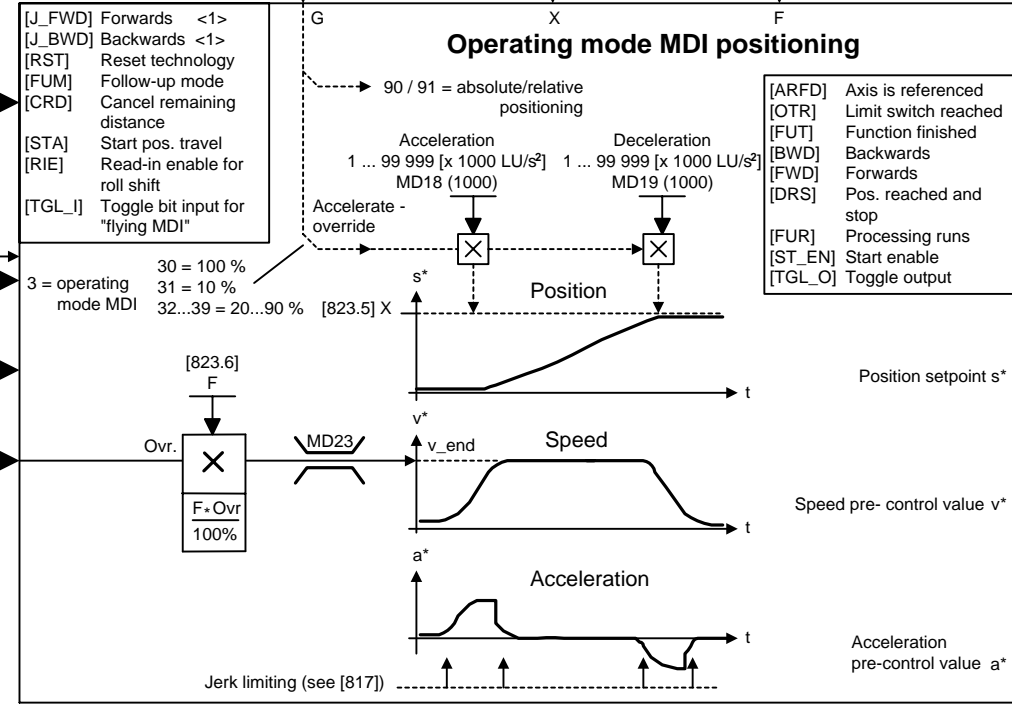 G X F
Operating mode MDI positioning
[J_FWD] Forwards <1>
[J_BWD] Backwards <1>
[RST] Reset technology
[FUM] Follow-up mode
[CRD] Cancel remaining
distance
[STA] Start pos. travel
[RIE] Read-in enable for
roll shift
[TGL_I] Toggle bit input for
"flying MDI"
90 / 91 = absolute/relative
positioning
Acceleration
1 ... 99 999 [x 1000 LU/s²]
MD18 (1000)
Deceleration
1 ... 99 999 [x 1000 LU/s²]
MD19 (1000)
[ARFD] Axis is referenced
[OTR] Limit switch reached
[FUT] Function finished
[BWD] Backwards
[FWD] Forwards
[DRS] Pos. reached and
stop
[FUR] Processing runs
[ST_EN] Start enable
[TGL_O] Toggle output
Accelerate -
override
3 = operating
mode MDI
30 = 100 %
31 = 10 %
32...39 = 20...90 %
[823.5] X
s*
Position
t
Position setpoint s*
[823.6]
F
Ovr.
F*Ovr
100%
MD23
v*
v_end
Speed
t
Speed pre- control value v*
a*
Acceleration
t
Acceleration
pre-control value a*
Jerk limiting (see [817])